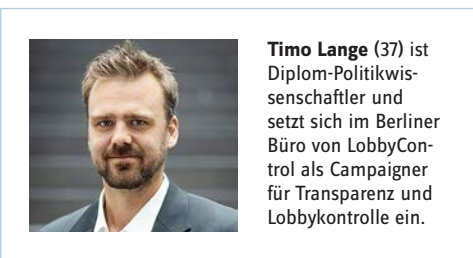 Timo Lange (37) ist
Diplom-Politikwis-
senschaftler und
setzt sich im Berliner
Büro von LobbyCon-
trol als Campaigner
für Transparenz und
Lobbykontrolle ein.